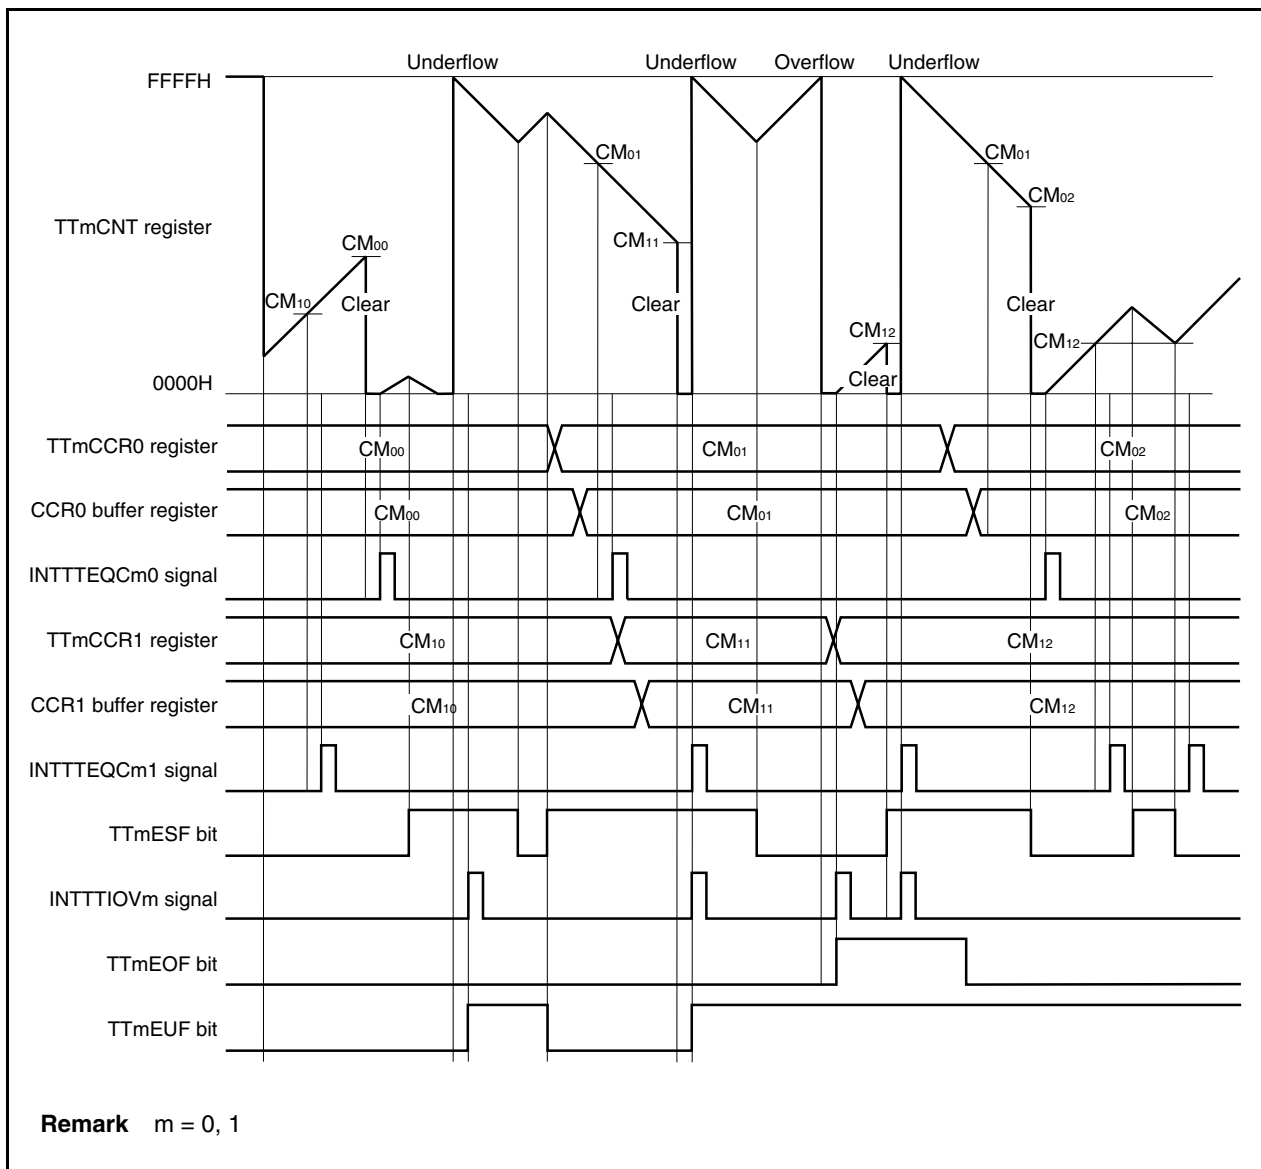 Underflow Underflow Overflow Underflow
FFFFH
CM01 CM01
CM02
TTmCNT register
CM00 CM11
CM10 Clear Clear Clear
CM12 CM12
0000H Clear
TTmCCR0 register CM00 CM01 CM02
CCR0 buffer register CM00 CM01 CM02
INTTTEQCm0 signal
TTmCCR1 register CM10 CM11 CM12
CCR1 buffer register CM10 CM11 CM12
INTTTEQCm1 signal
TTmESF bit
INTTTIOVm signal
TTmEOF bit
TTmEUF bit
Remark m = 0, 1